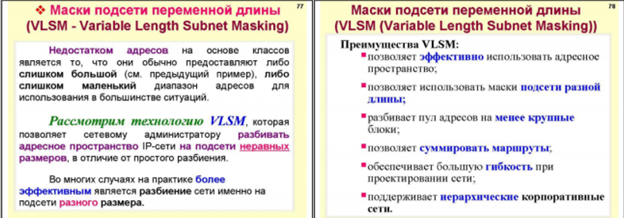 ❖ Маски подсети переменной длины
77
(VLSM - Variable Length Subnet Masking)
Недостатком адресов на основе классов
является то, что они обычно предоставляют либо
слишком большой (см. предыдущий пример), либо
слишком маленький диапазон адресов для
использования в большинстве ситуаций.
Рассмотрим технологию VLSM, которая
позволяет сетевому администратору разбивать
адресное пространство IP-сети на подсети неравных
размеров, в отличие от простого разбиения.
Во многих случаях на практике более
эффективным является разбиение сети именно на
подсети разного размера.
Маски подсети переменной длины
78
(VLSM (Variable Length Subnet Masking))
Преимущества VLSM:
▪позволяет эффективно использовать адресное
пространство;
▪позволяет использовать маски подсети разной
длины;
▪разбивает пул адресов на менее крупные
блоки;
▪позволяет суммировать маршруты;
▪обеспечивает большую гибкость при
проектировании сети;
▪поддерживает иерархические корпоративные
сети.